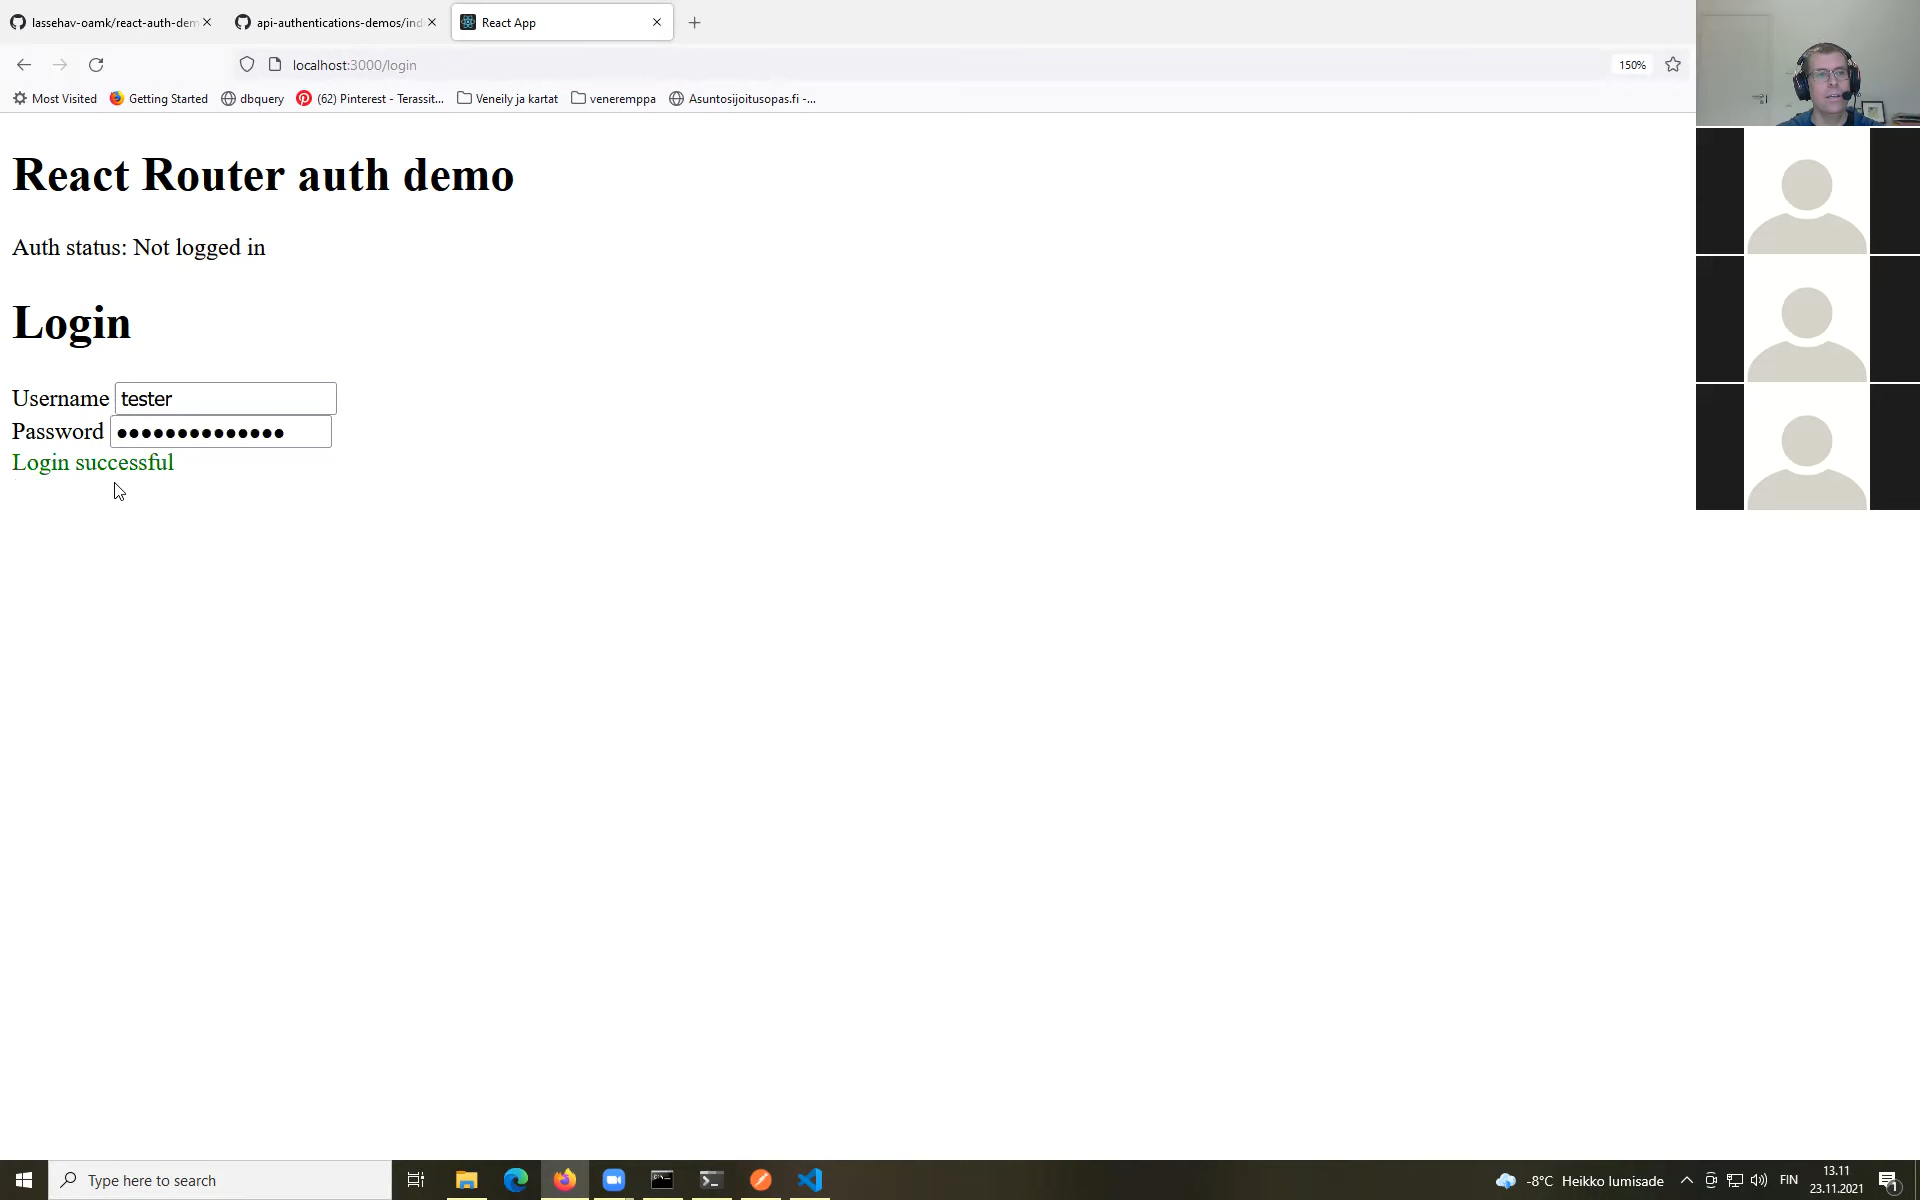 lassehav-oamk/react-auth-dem
api-authentications-demos/ind
React App
localhost:3000/login
150%
Most Visited
Getting Started
dbquery
(62) Pinterest - Terassit...
Veneily ja kartat
veneremppa
Asuntosijoitusopas.fi -...
React Router auth demo
Auth status: Not logged in
Login
Username tester
Password ••••••••••••••
Login successful
Type here to search
-8°C Heikko lumisade
FIN
13.11
23.11.2021
1